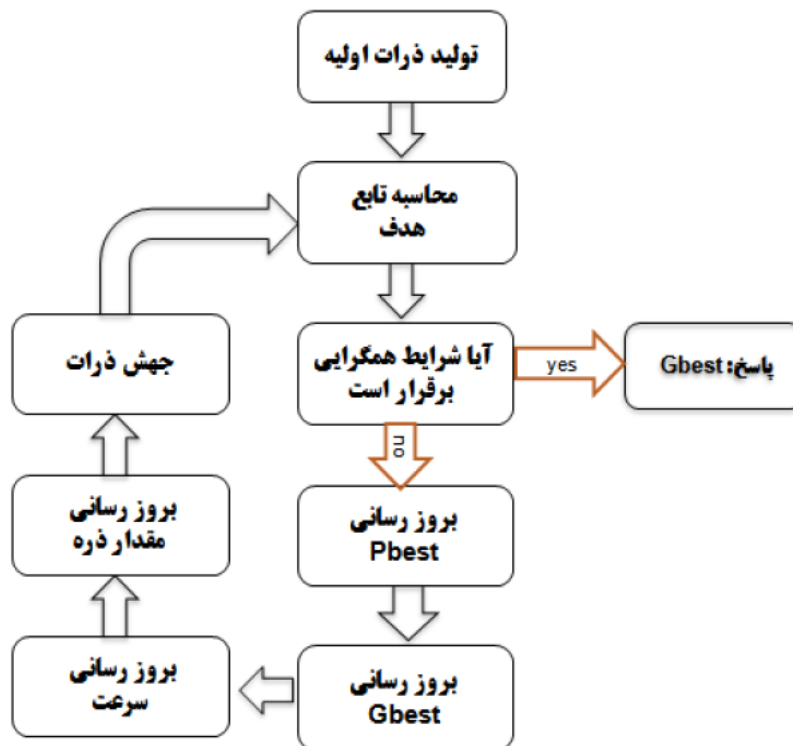 تولید ذرات اولیه
محاسبه تابع
هدف
آیا شرایط همگرایی
برقرار است
yes
پاسخ: Gbest
no
بروز رسانی
Pbest
بروز رسانی
Gbest
بروز رسانی
سرعت
بروز رسانی
مقدار ذره
جهش ذرات